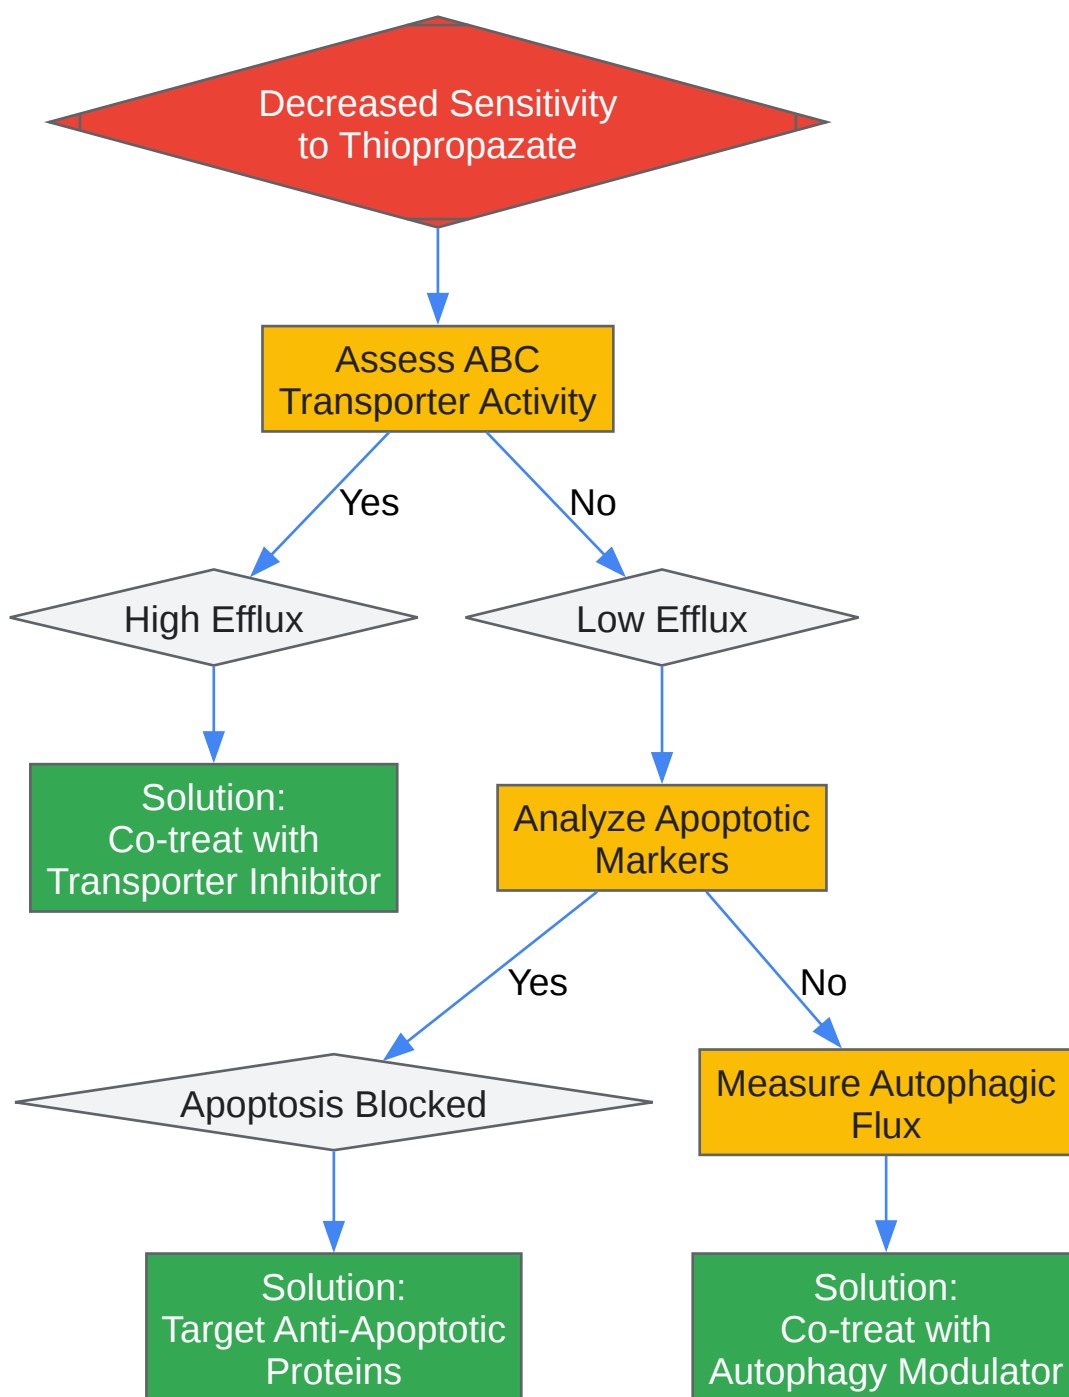 Decreased Sensitivity
to Thiopropazate
Assess ABC
Transporter Activity
Yes
No
High Efflux
Low Efflux
Solution:
Co-treat with
Transporter Inhibitor
Analyze Apoptotic
Markers
Yes
No
Apoptosis Blocked
Measure Autophagic
Flux
Solution:
Target Anti-Apoptotic
Proteins
Solution:
Co-treat with
Autophagy Modulator